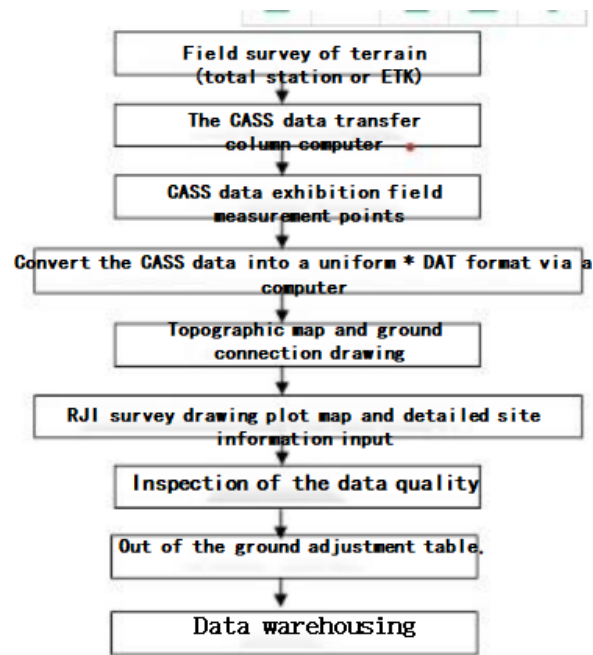 Field survey of terrain
(total station or ETK)
The CASS data transfer
column computer
CASS data exhibition field
measurement points
Convert the CASS data into a uniform * DAT format via a
computer
Topographic map and ground
connection drawing
RJI survey drawing plot map and detailed site
information input
Inspection of the data quality
Out of the ground adjustment table.
Data warehousing